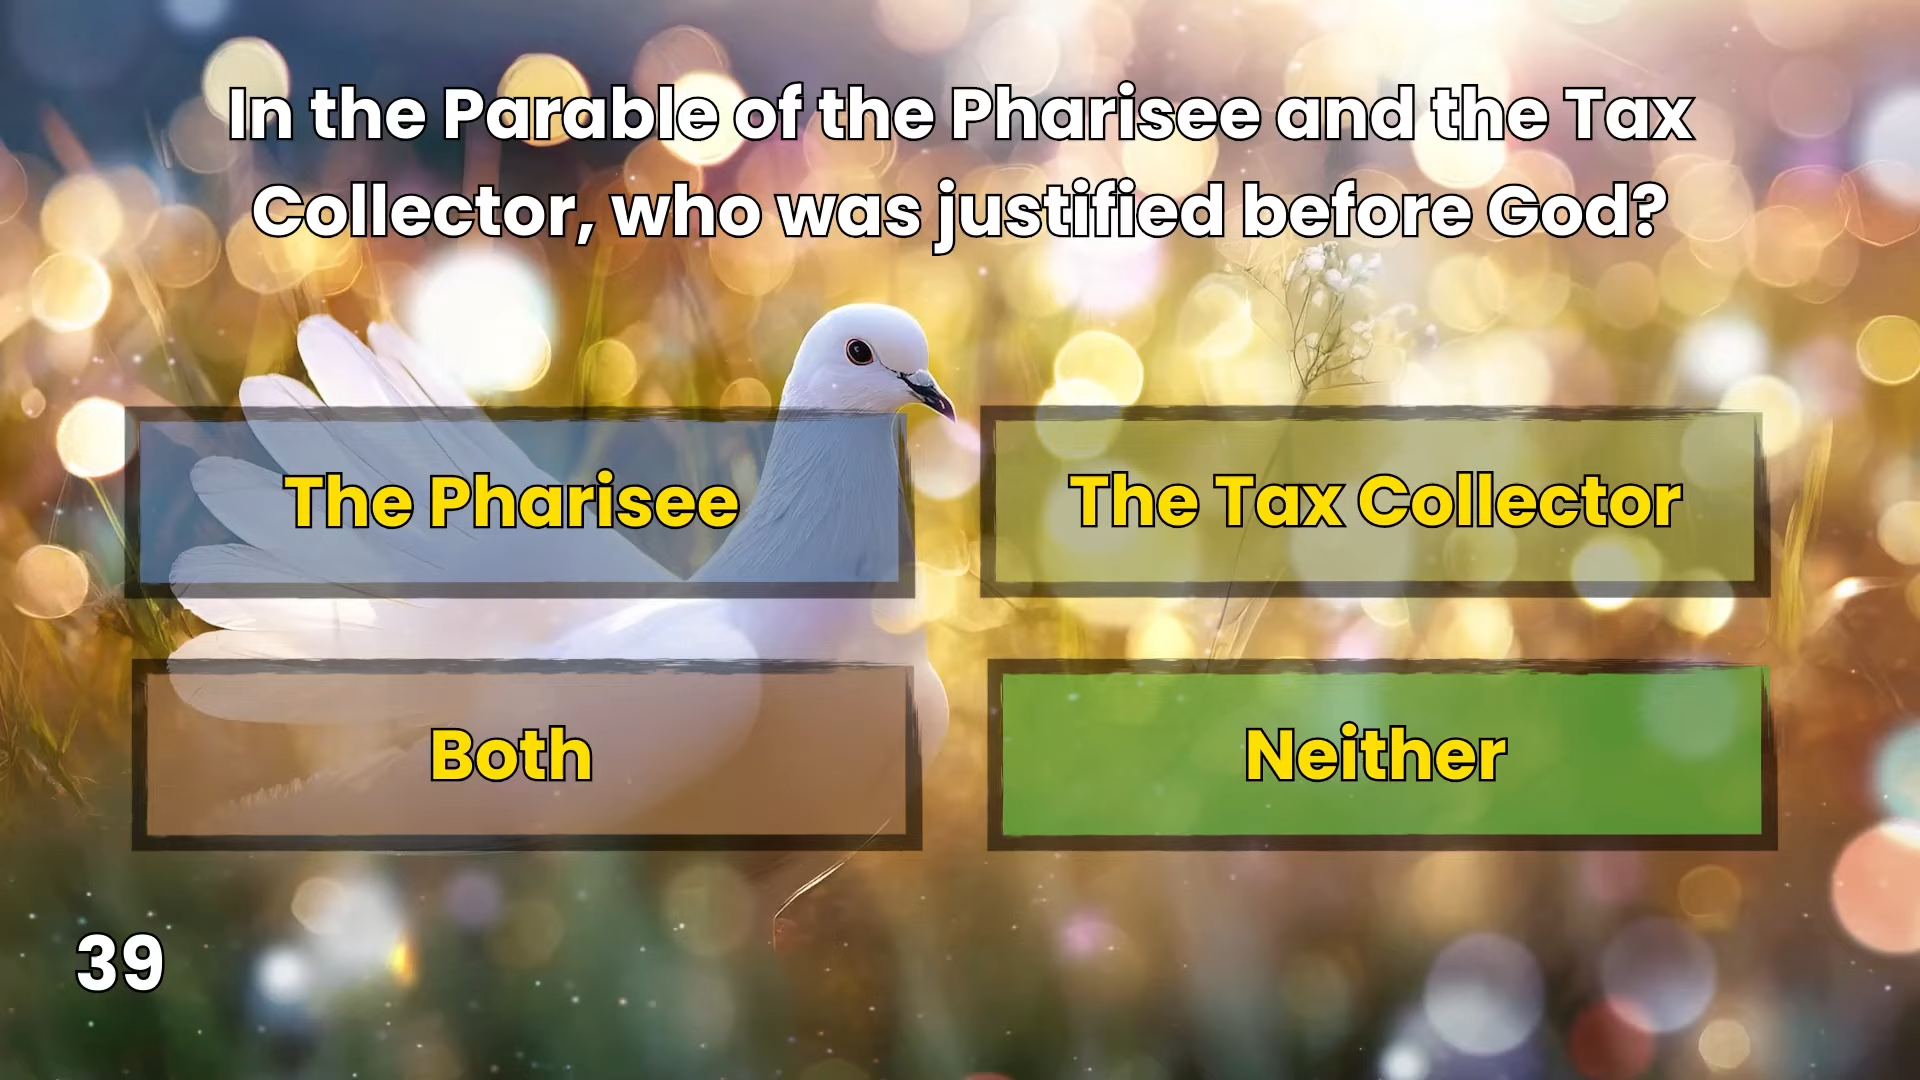 In the Parable of the Pharisee and the Tax
Collector, who was justified before God?
The Pharisee
The Tax Collector
Both
Neither
39